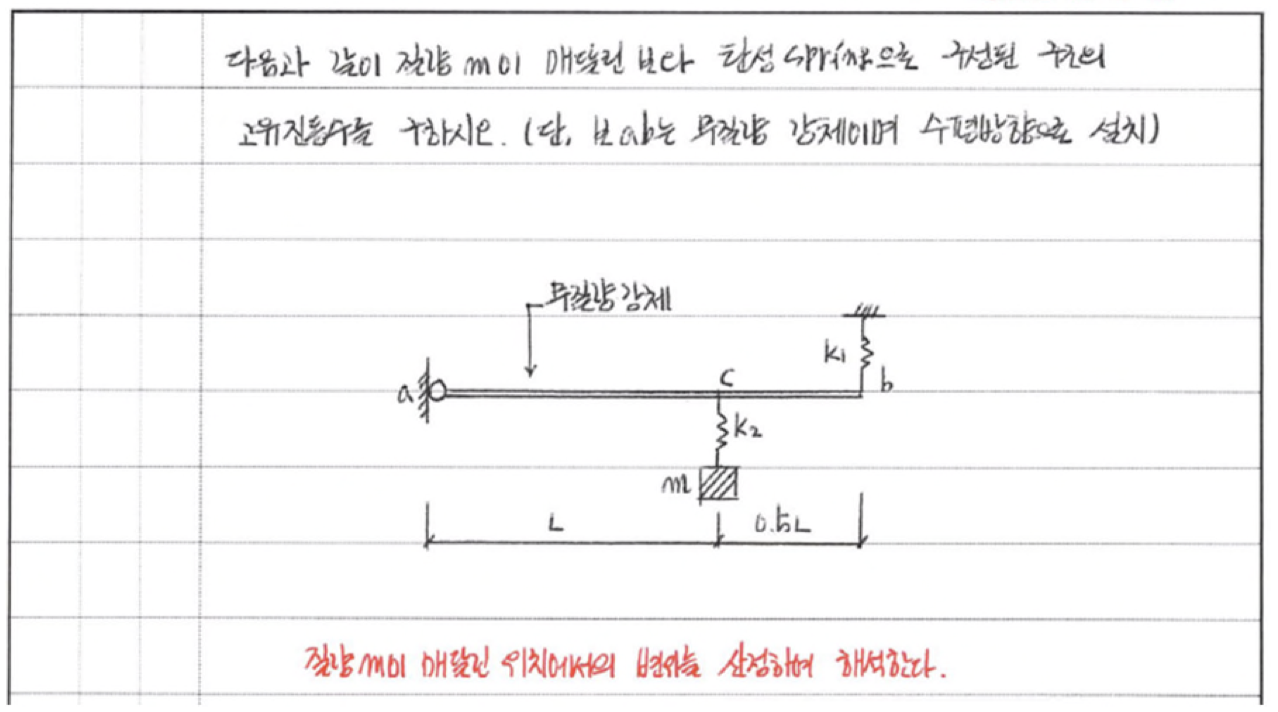 다음과 같이 질량 m이 매달린 보와 탄성 spring으로 구성된 구조의
고유진동수를 구하시오. (단, 보 ab는 무질량 강체이며 수평방향으로 설치)
무질량강체
k₁
a
c
b
k₂
m
L
0.5L
질량 m이 매달린 위치에서의 변위를 산정하여 해석한다.